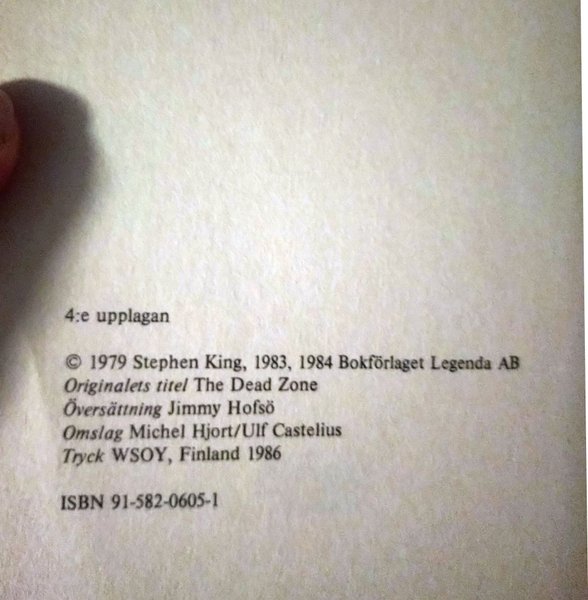 4:e upplagan
© 1979 Stephen King, 1983, 1984 Bokförlaget Legenda AB
Originalets titel The Dead Zone
Översättning Jimmy Hofsö
Omslag Michel Hjort/Ulf Castelius
Tryck WSOY, Finland 1986
ISBN 91-582-0605-1